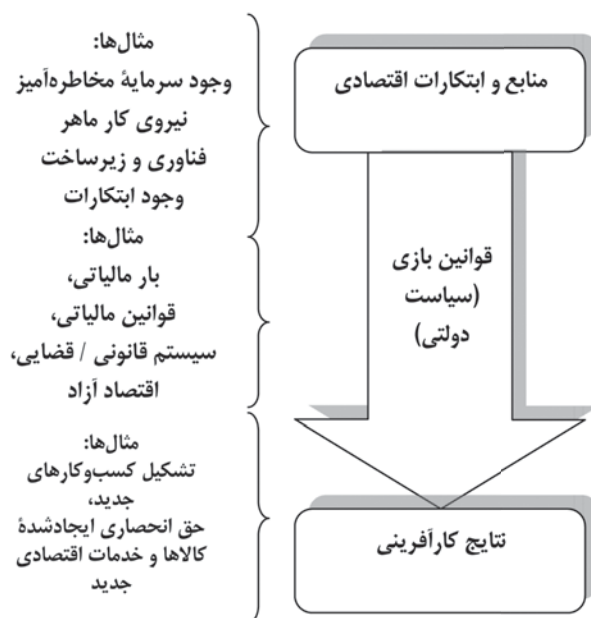 منابع و ابتکارات اقتصادی
مثال‌ها:
وجود سرمایهٔ مخاطره‌آمیز
نیروی کار ماهر
فناوری و زیرساخت
وجود ابتکارات
قوانین بازی
(سیاست
دولتی)
مثال‌ها:
بار مالیاتی،
قوانین مالیاتی،
سیستم قانونی / قضایی،
اقتصاد آزاد
نتایج کارآفرینی
مثال‌ها:
تشکیل کسب‌وکارهای
جدید،
حق انحصاری ایجادشدهٔ
کالاها و خدمات اقتصادی
جدید